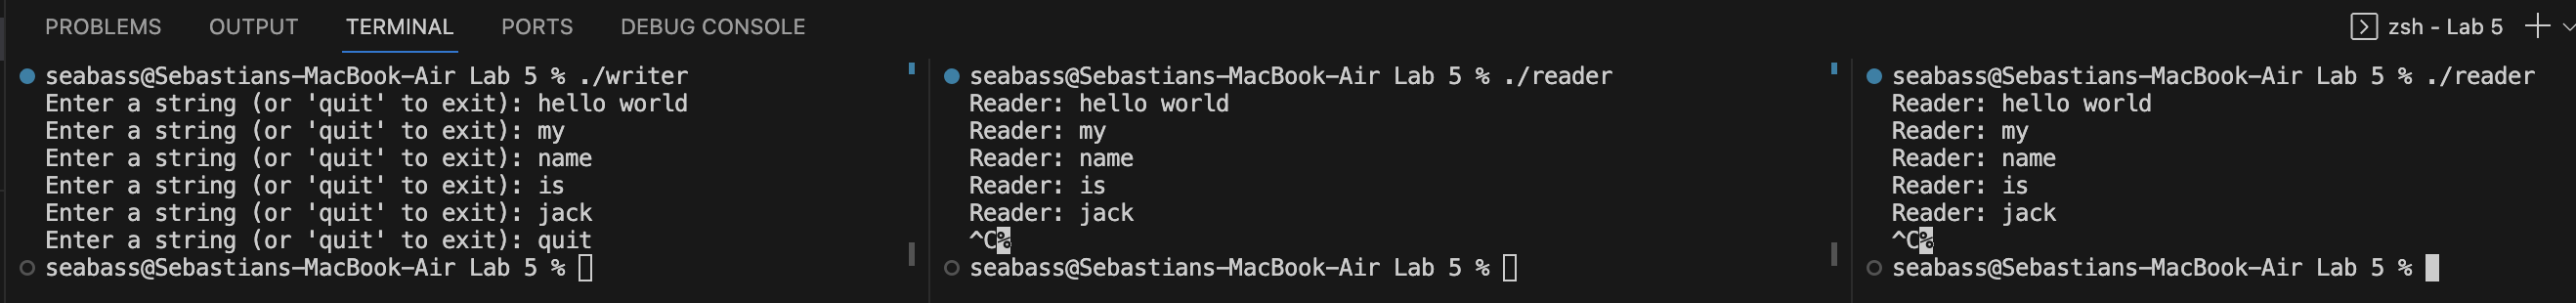 PROBLEMS OUTPUT TERMINAL PORTS DEBUG CONSOLE zsh - Lab 5
seabass@Sebastians-MacBook-Air Lab 5 % ./writer
Enter a string (or 'quit' to exit): hello world
Enter a string (or 'quit' to exit): my
Enter a string (or 'quit' to exit): name
Enter a string (or 'quit' to exit): is
Enter a string (or 'quit' to exit): jack
Enter a string (or 'quit' to exit): quit
seabass@Sebastians-MacBook-Air Lab 5 %
seabass@Sebastians-MacBook-Air Lab 5 % ./reader
Reader: hello world
Reader: my
Reader: name
Reader: is
Reader: jack
^C%
seabass@Sebastians-MacBook-Air Lab 5 %
seabass@Sebastians-MacBook-Air Lab 5 % ./reader
Reader: hello world
Reader: my
Reader: name
Reader: is
Reader: jack
^C%
seabass@Sebastians-MacBook-Air Lab 5 %